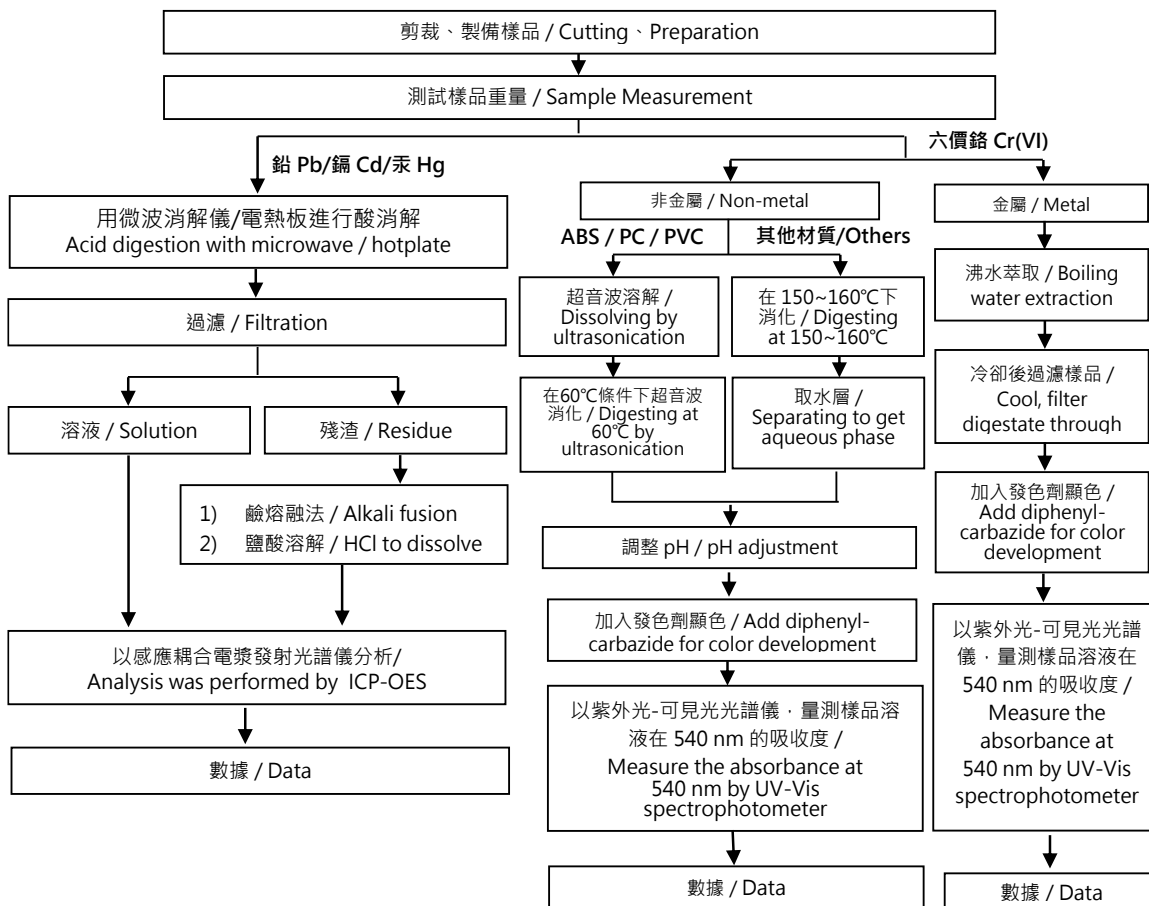 剪裁、製備樣品 / Cutting、Preparation
測試樣品重量 / Sample Measurement
鉛 Pb/鎘 Cd/汞 Hg
用微波消解儀/電熱板進行酸消解
Acid digestion with microwave / hotplate
過濾 / Filtration
溶液 / Solution
殘渣 / Residue
1) 鹼熔融法 / Alkali fusion
2) 鹽酸溶解 / HCl to dissolve
以感應耦合電漿發射光譜儀分析/
Analysis was performed by ICP-OES
數據 / Data
六價鉻 Cr(VI)
非金屬 / Non-metal
ABS / PC / PVC
超音波溶解 /
Dissolving by
ultrasonication
在60℃條件下超音波
消化 / Digesting at
60℃ by
ultrasonication
其他材質/Others
在 150~160℃下
消化 / Digesting
at 150~160℃
取水層 /
Separating to get
aqueous phase
調整 pH / pH adjustment
加入發色劑顯色 / Add diphenyl-
carbazide for color development
以紫外光-可見光光譜儀，量測樣品溶
液在 540 nm 的吸收度 /
Measure the absorbance at
540 nm by UV-Vis
spectrophotometer
數據 / Data
金屬 / Metal
沸水萃取 / Boiling
water extraction
冷卻後過濾樣品 /
Cool, filter
digestate through
加入發色劑顯色 /
Add diphenyl-
carbazide for color
development
以紫外光-可見光光譜
儀，量測樣品溶液在
540 nm 的吸收度 /
Measure the
absorbance at
540 nm by UV-Vis
spectrophotometer
數據 / Data